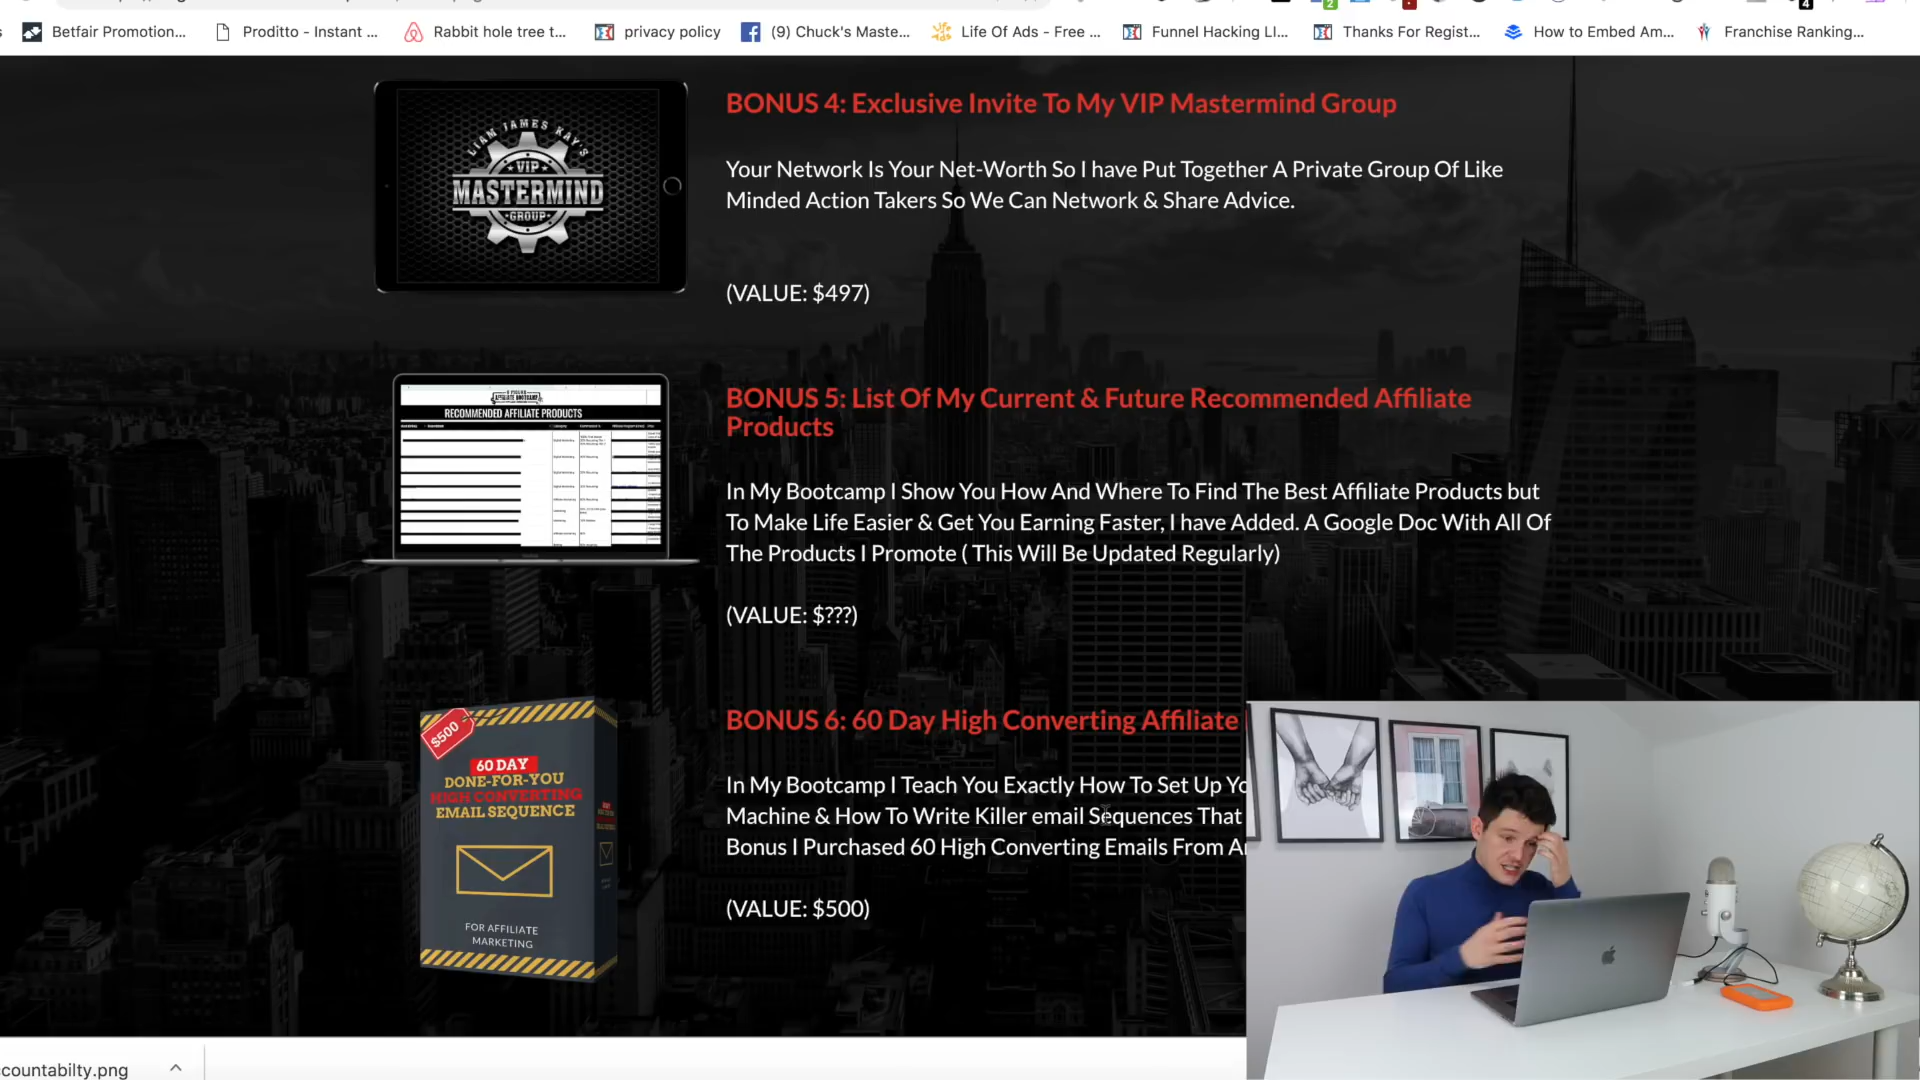 Betfair Promotion...
Proditto - Instant ...
Rabbit hole tree t...
privacy policy
(9) Chuck's Maste...
Life Of Ads - Free ...
Funnel Hacking LI...
Thanks For Regist...
How to Embed Am...
Franchise Ranking...
LIAM JAMES KAY'S
VIP
MASTERMIND
GROUP
BONUS 4: Exclusive Invite To My VIP Mastermind Group
Your Network Is Your Net-Worth So I have Put Together A Private Group Of Like
Minded Action Takers So We Can Network & Share Advice.
(VALUE: $497)
RECOMMENDED AFFILIATE PRODUCTS
BONUS 5: List Of My Current & Future Recommended Affiliate
Products
In My Bootcamp I Show You How And Where To Find The Best Affiliate Products but
To Make Life Easier & Get You Earning Faster, I have Added. A Google Doc With All Of
The Products I Promote ( This Will Be Updated Regularly)
(VALUE: $???)
$500
60 DAY
DONE-FOR-YOU
HIGH CONVERTING
EMAIL SEQUENCE
FOR AFFILIATE
MARKETING
BONUS 6: 60 Day High Converting Affiliate
In My Bootcamp I Teach You Exactly How To Set Up Yo
Machine & How To Write Killer email Sequences That
Bonus I Purchased 60 High Converting Emails From
(VALUE: $500)
countabilty.png